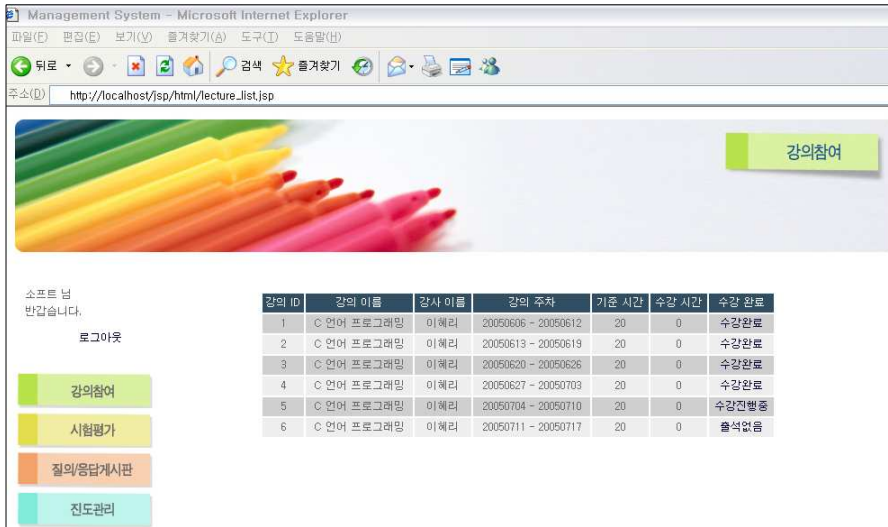 Management System - Microsoft Internet Explorer
파일(F) 편집(E) 보기(V) 즐겨찾기(A) 도구(T) 도움말(H)
뒤로 검색 즐겨찾기
주소(D) http://localhost/jsp/html/lecture_list.jsp
강의참여
소프트 님
반갑습니다.
로그아웃
강의참여
시험평가
질의/응답게시판
진도관리
강의 ID 강의 이름 강사 이름 강의 주차 기준 시간 수강 시간 수강 완료
1 C 언어 프로그래밍 이혜리 20050606 - 20050612 20 0 수강완료
2 C 언어 프로그래밍 이혜리 20050613 - 20050619 20 0 수강완료
3 C 언어 프로그래밍 이혜리 20050620 - 20050626 20 0 수강완료
4 C 언어 프로그래밍 이혜리 20050627 - 20050703 20 0 수강완료
5 C 언어 프로그래밍 이혜리 20050704 - 20050710 20 0 수강진행중
6 C 언어 프로그래밍 이혜리 20050711 - 20050717 20 0 출석없음